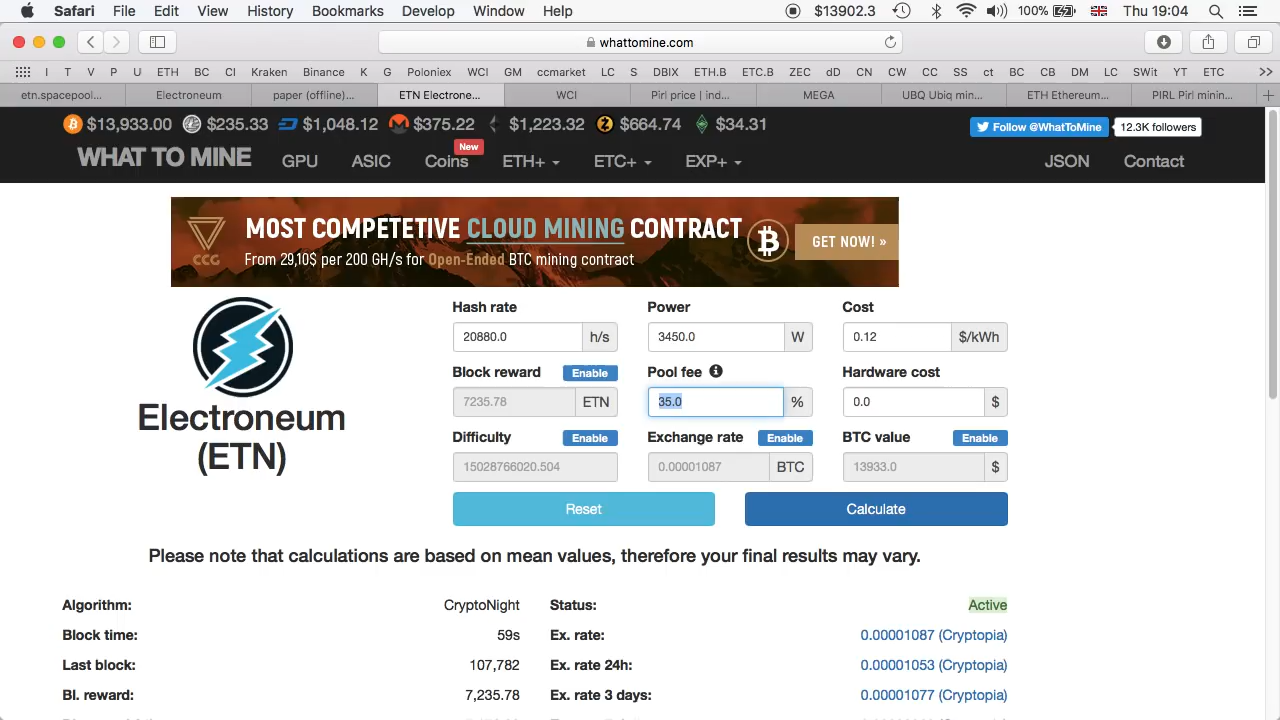 Safari File Edit View History Bookmarks Develop Window Help $13902.3 100% Thu 19:04
whattomine.com
I T V P U ETH BC CI Kraken Binance K G Poloniex WCI GM ccmarket LC S DBIX ETH.B ETC.B ZEC dD CN CW CC SS ct BC CB DM LC SWit YT ETC >>
etn.spacepool... Electroneum paper (offline)... ETN Electrone... WCI Pirl price | ind... MEGA UBQ Ubiq min... ETH Ethereum... PIRL Pirl minin...
$13,933.00 $235.33 $1,048.12 $375.22 $1,223.32 $664.74 $34.31
Follow @WhatToMine 12.3K followers
New
WHAT TO MINE GPU ASIC Coins ETH+ ETC+ EXP+ JSON Contact
MOST COMPETETIVE CLOUD MINING CONTRACT
CCG From 29,10$ per 200 GH/s for Open-Ended BTC mining contract
GET NOW! »
Electroneum
(ETN)
Hash rate Power Cost
20880.0 h/s 3450.0 W 0.12 $/kWh
Block reward Enable Pool fee Hardware cost
7235.78 ETN 35.0 % 0.0 $
Difficulty Enable Exchange rate Enable BTC value Enable
15028766020.504 0.00001087 BTC 13933.0 $
Reset Calculate
Please note that calculations are based on mean values, therefore your final results may vary.
Algorithm: CryptoNight Status: Active
Block time: 59s Ex. rate: 0.00001087 (Cryptopia)
Last block: 107,782 Ex. rate 24h: 0.00001053 (Cryptopia)
Bl. reward: 7,235.78 Ex. rate 3 days: 0.00001077 (Cryptopia)